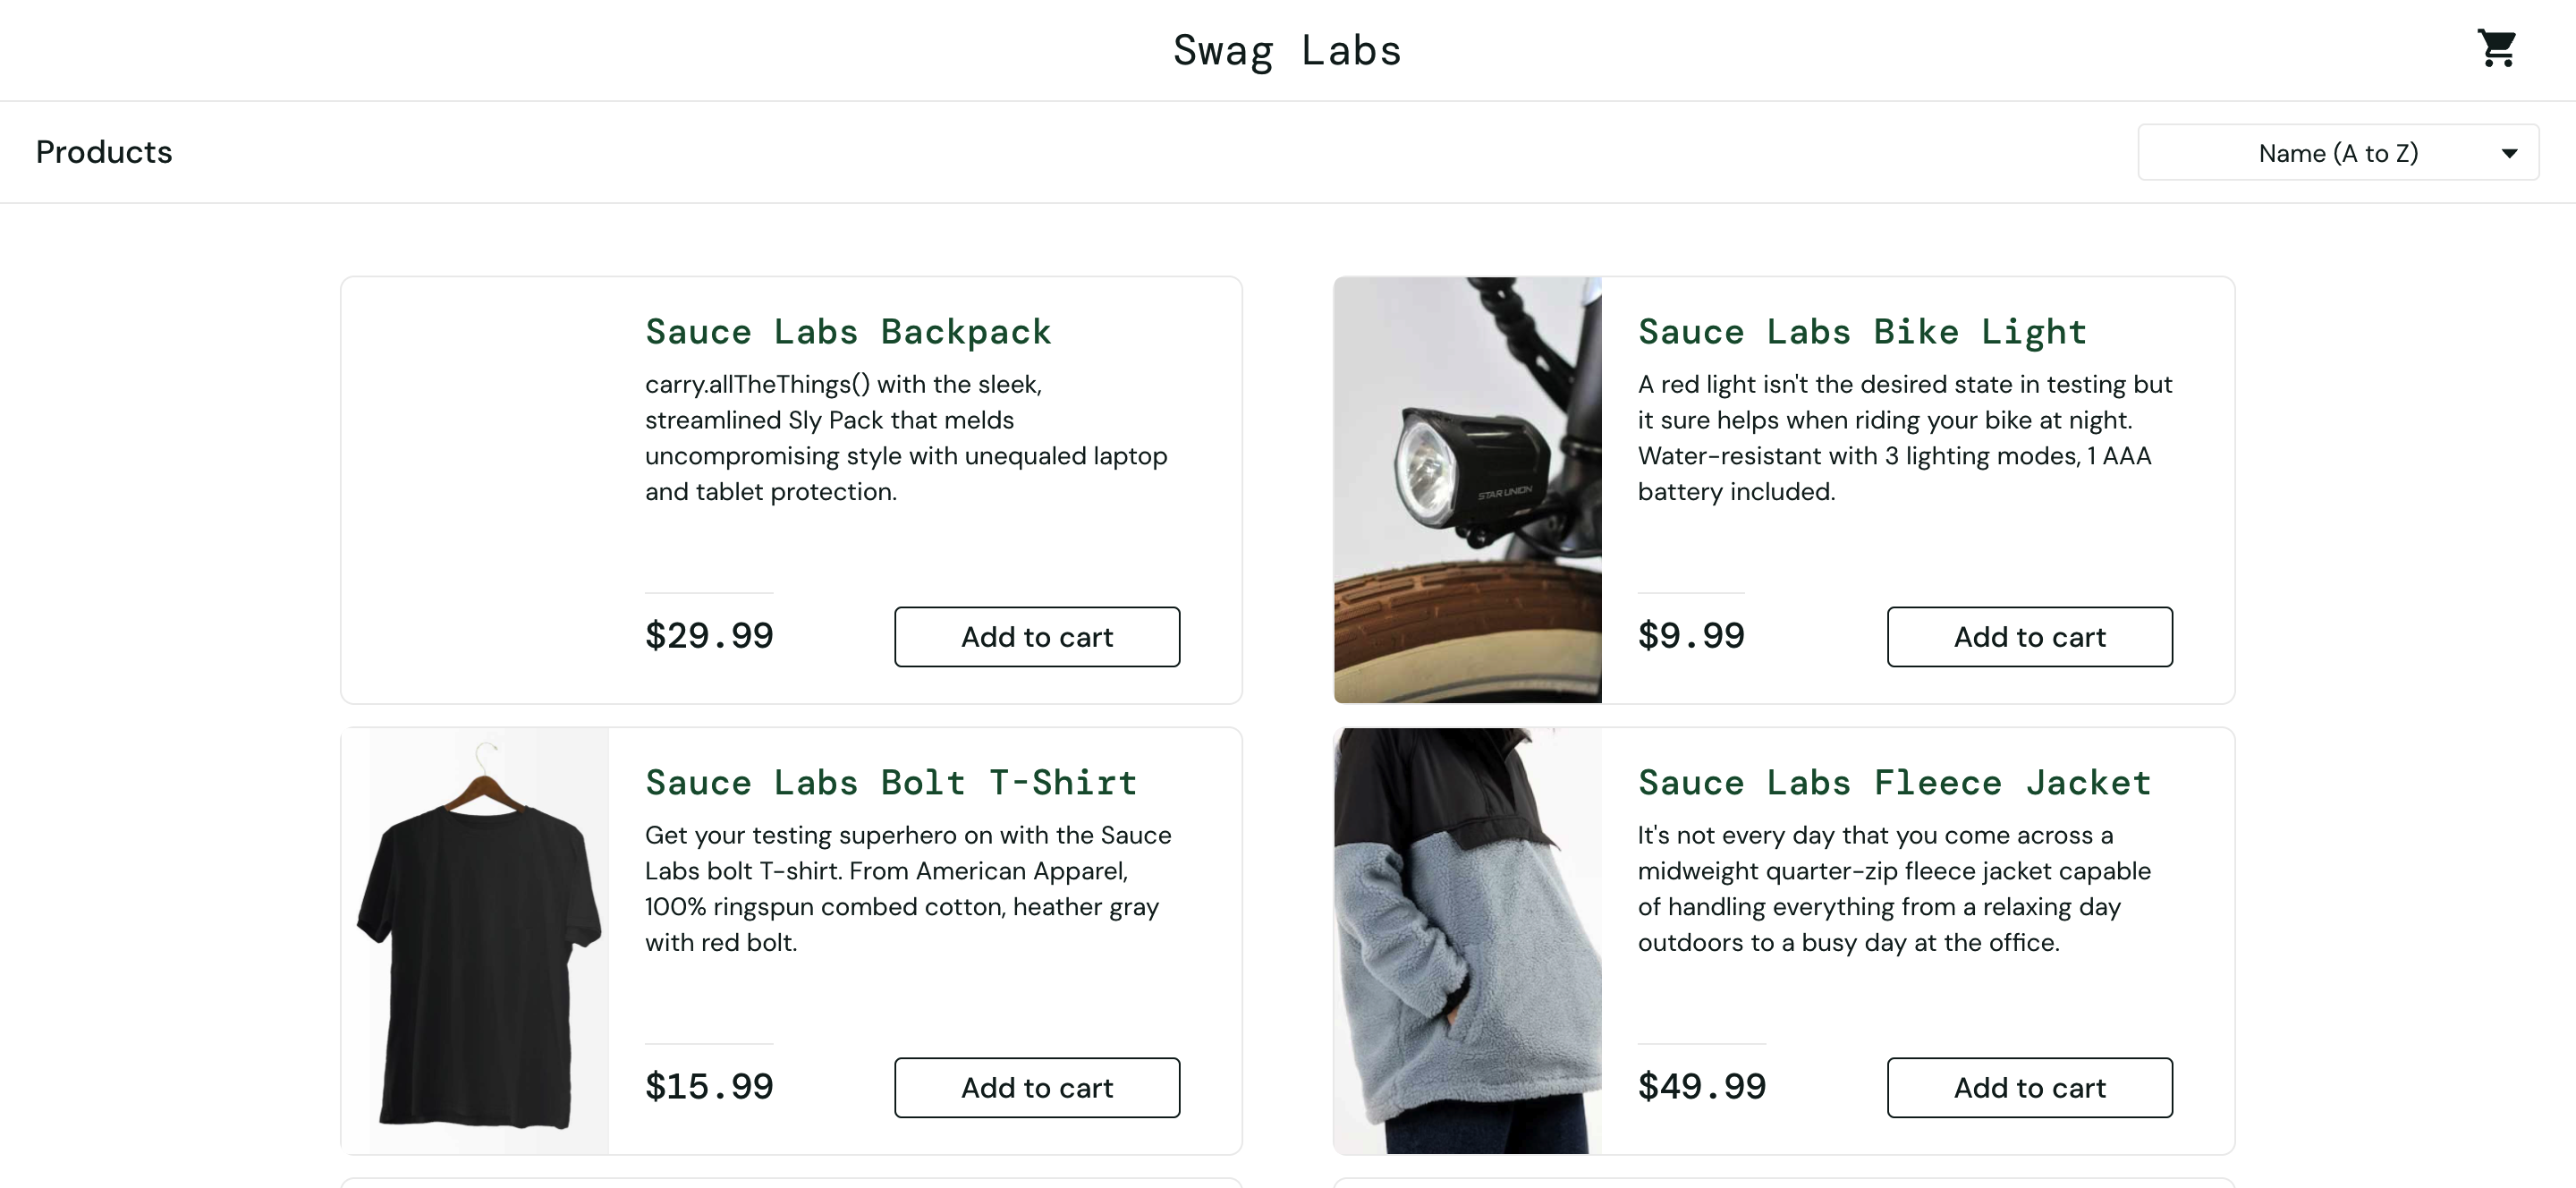 Swag Labs
Products
Name (A to Z)
Sauce Labs Backpack
carry.allTheThings() with the sleek,
streamlined Sly Pack that melds
uncompromising style with unequaled laptop
and tablet protection.
$29.99
Add to cart
STAR UNION
Sauce Labs Bike Light
A red light isn't the desired state in testing but
it sure helps when riding your bike at night.
Water-resistant with 3 lighting modes, 1 AAA
battery included.
$9.99
Add to cart
Sauce Labs Bolt T-Shirt
Get your testing superhero on with the Sauce
Labs bolt T-shirt. From American Apparel,
100% ringspun combed cotton, heather gray
with red bolt.
$15.99
Add to cart
Sauce Labs Fleece Jacket
It's not every day that you come across a
midweight quarter-zip fleece jacket capable
of handling everything from a relaxing day
outdoors to a busy day at the office.
$49.99
Add to cart